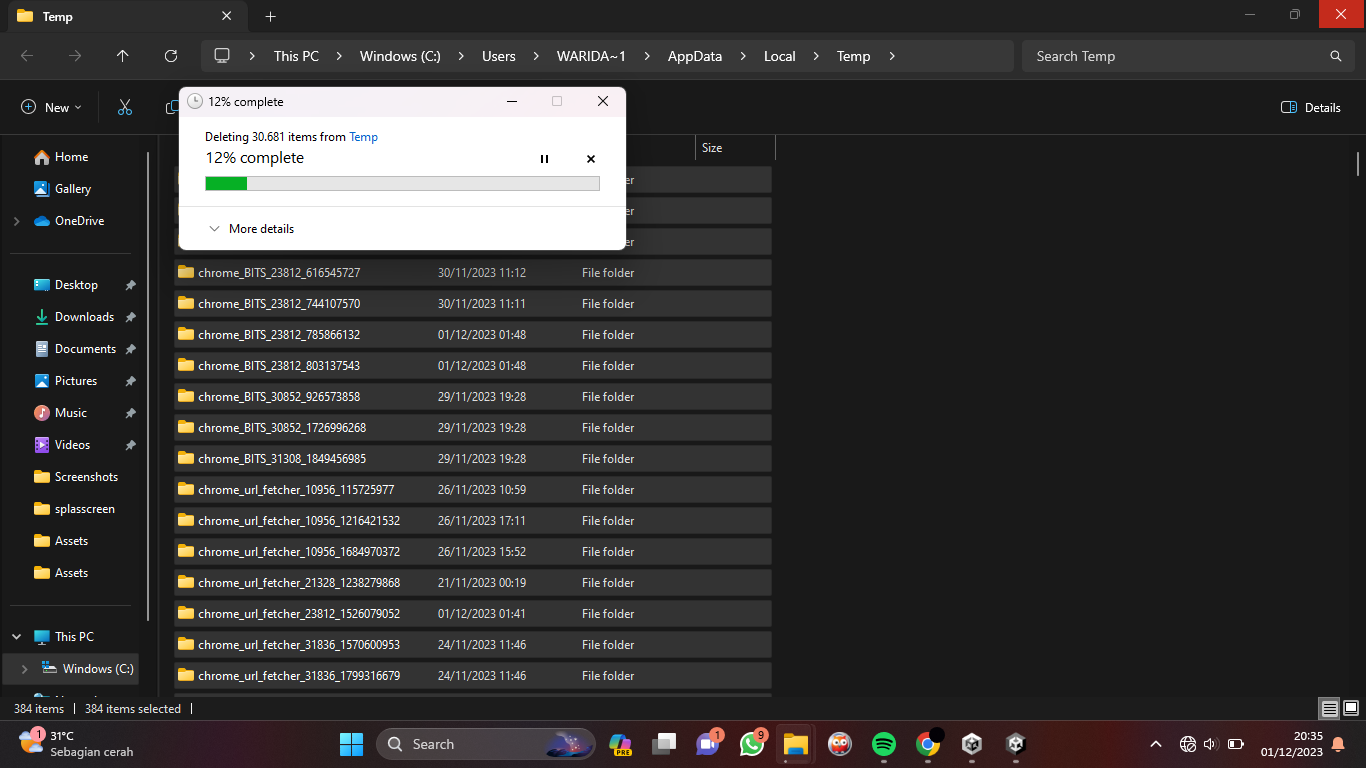 Temp
This PC > Windows (C:) > Users > WARIDA~1 > AppData > Local > Temp >
Search Temp
New
Details
12% complete
Deleting 30.681 items from Temp
12% complete
More details
Size
Home
Gallery
OneDrive
Desktop
Downloads
Documents
Pictures
Music
Videos
Screenshots
splasscreen
Assets
Assets
This PC
Windows (C:)
chrome_BITS_23812_616545727 30/11/2023 11:12 File folder
chrome_BITS_23812_744107570 30/11/2023 11:11 File folder
chrome_BITS_23812_785866132 01/12/2023 01:48 File folder
chrome_BITS_23812_803137543 01/12/2023 01:48 File folder
chrome_BITS_30852_926573858 29/11/2023 19:28 File folder
chrome_BITS_30852_1726996268 29/11/2023 19:28 File folder
chrome_BITS_31308_1849456985 29/11/2023 19:28 File folder
chrome_url_fetcher_10956_115725977 26/11/2023 10:59 File folder
chrome_url_fetcher_10956_1216421532 26/11/2023 17:11 File folder
chrome_url_fetcher_10956_1684970372 26/11/2023 15:52 File folder
chrome_url_fetcher_21328_1238279868 21/11/2023 00:19 File folder
chrome_url_fetcher_23812_1526079052 01/12/2023 01:41 File folder
chrome_url_fetcher_31836_1570600953 24/11/2023 11:46 File folder
chrome_url_fetcher_31836_1799316679 24/11/2023 11:46 File folder
384 items | 384 items selected |
1
31°C
Sebagian cerah
Search
PRE
1
9
20:35
01/12/2023